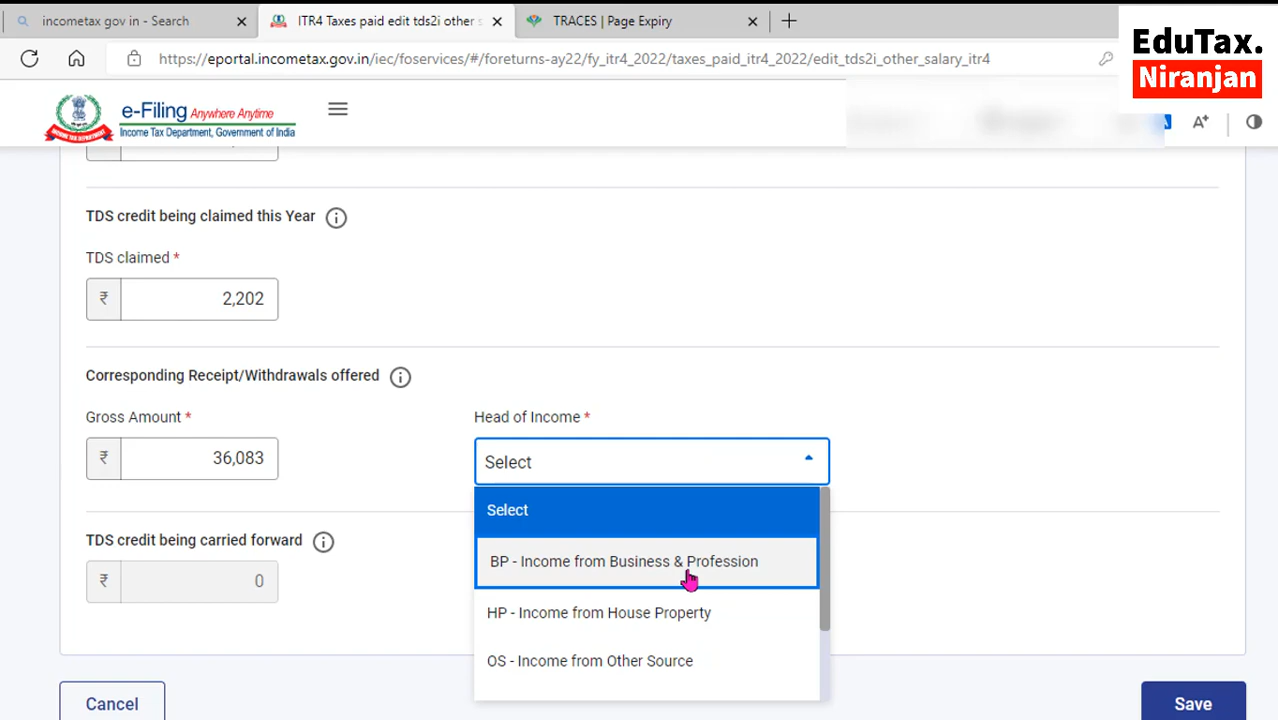 incometax gov in - Search
ITR4 Taxes paid edit tds2i other s
TRACES | Page Expiry
EduTax.
Niranjan
https://eportal.incometax.gov.in/iec/foservices/#/foreturns-ay22/fy_itr4_2022/taxes_paid_itr4_2022/edit_tds2i_other_salary_itr4
e-Filing Anywhere Anytime
Income Tax Department, Government of India
A+
TDS credit being claimed this Year
TDS claimed *
₹ 2,202
Corresponding Receipt/Withdrawals offered
Gross Amount *
Head of Income *
₹ 36,083
Select
Select
BP - Income from Business & Profession
TDS credit being carried forward
₹ 0
HP - Income from House Property
OS - Income from Other Source
Cancel
Save